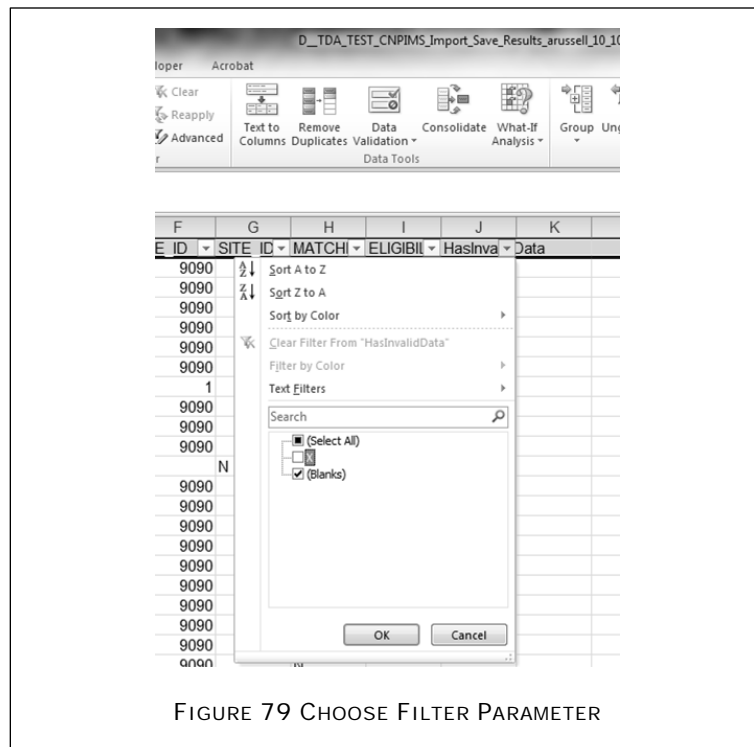 D__TDA_TEST_CNPIMS_Import_Save_Results_arussell_10_10
loper Acrobat
Clear
Reapply
Advanced
Text to Columns
Remove Duplicates
Data Validation
Consolidate
What-If Analysis
Group
Ung
r
Data Tools
F G H I J K
E_ID SITE_ID MATCHI ELIGIBIL HasInva Data
9090
9090
9090
9090
9090
9090
1
9090
9090
9090
N
9090
9090
9090
9090
9090
9090
9090
9090
9090
9090 N
Sort A to Z
Sort Z to A
Sort by Color
Clear Filter From "HasInvalidData"
Filter by Color
Text Filters
Search
(Select All)
X
(Blanks)
OK Cancel
FIGURE 79 CHOOSE FILTER PARAMETER